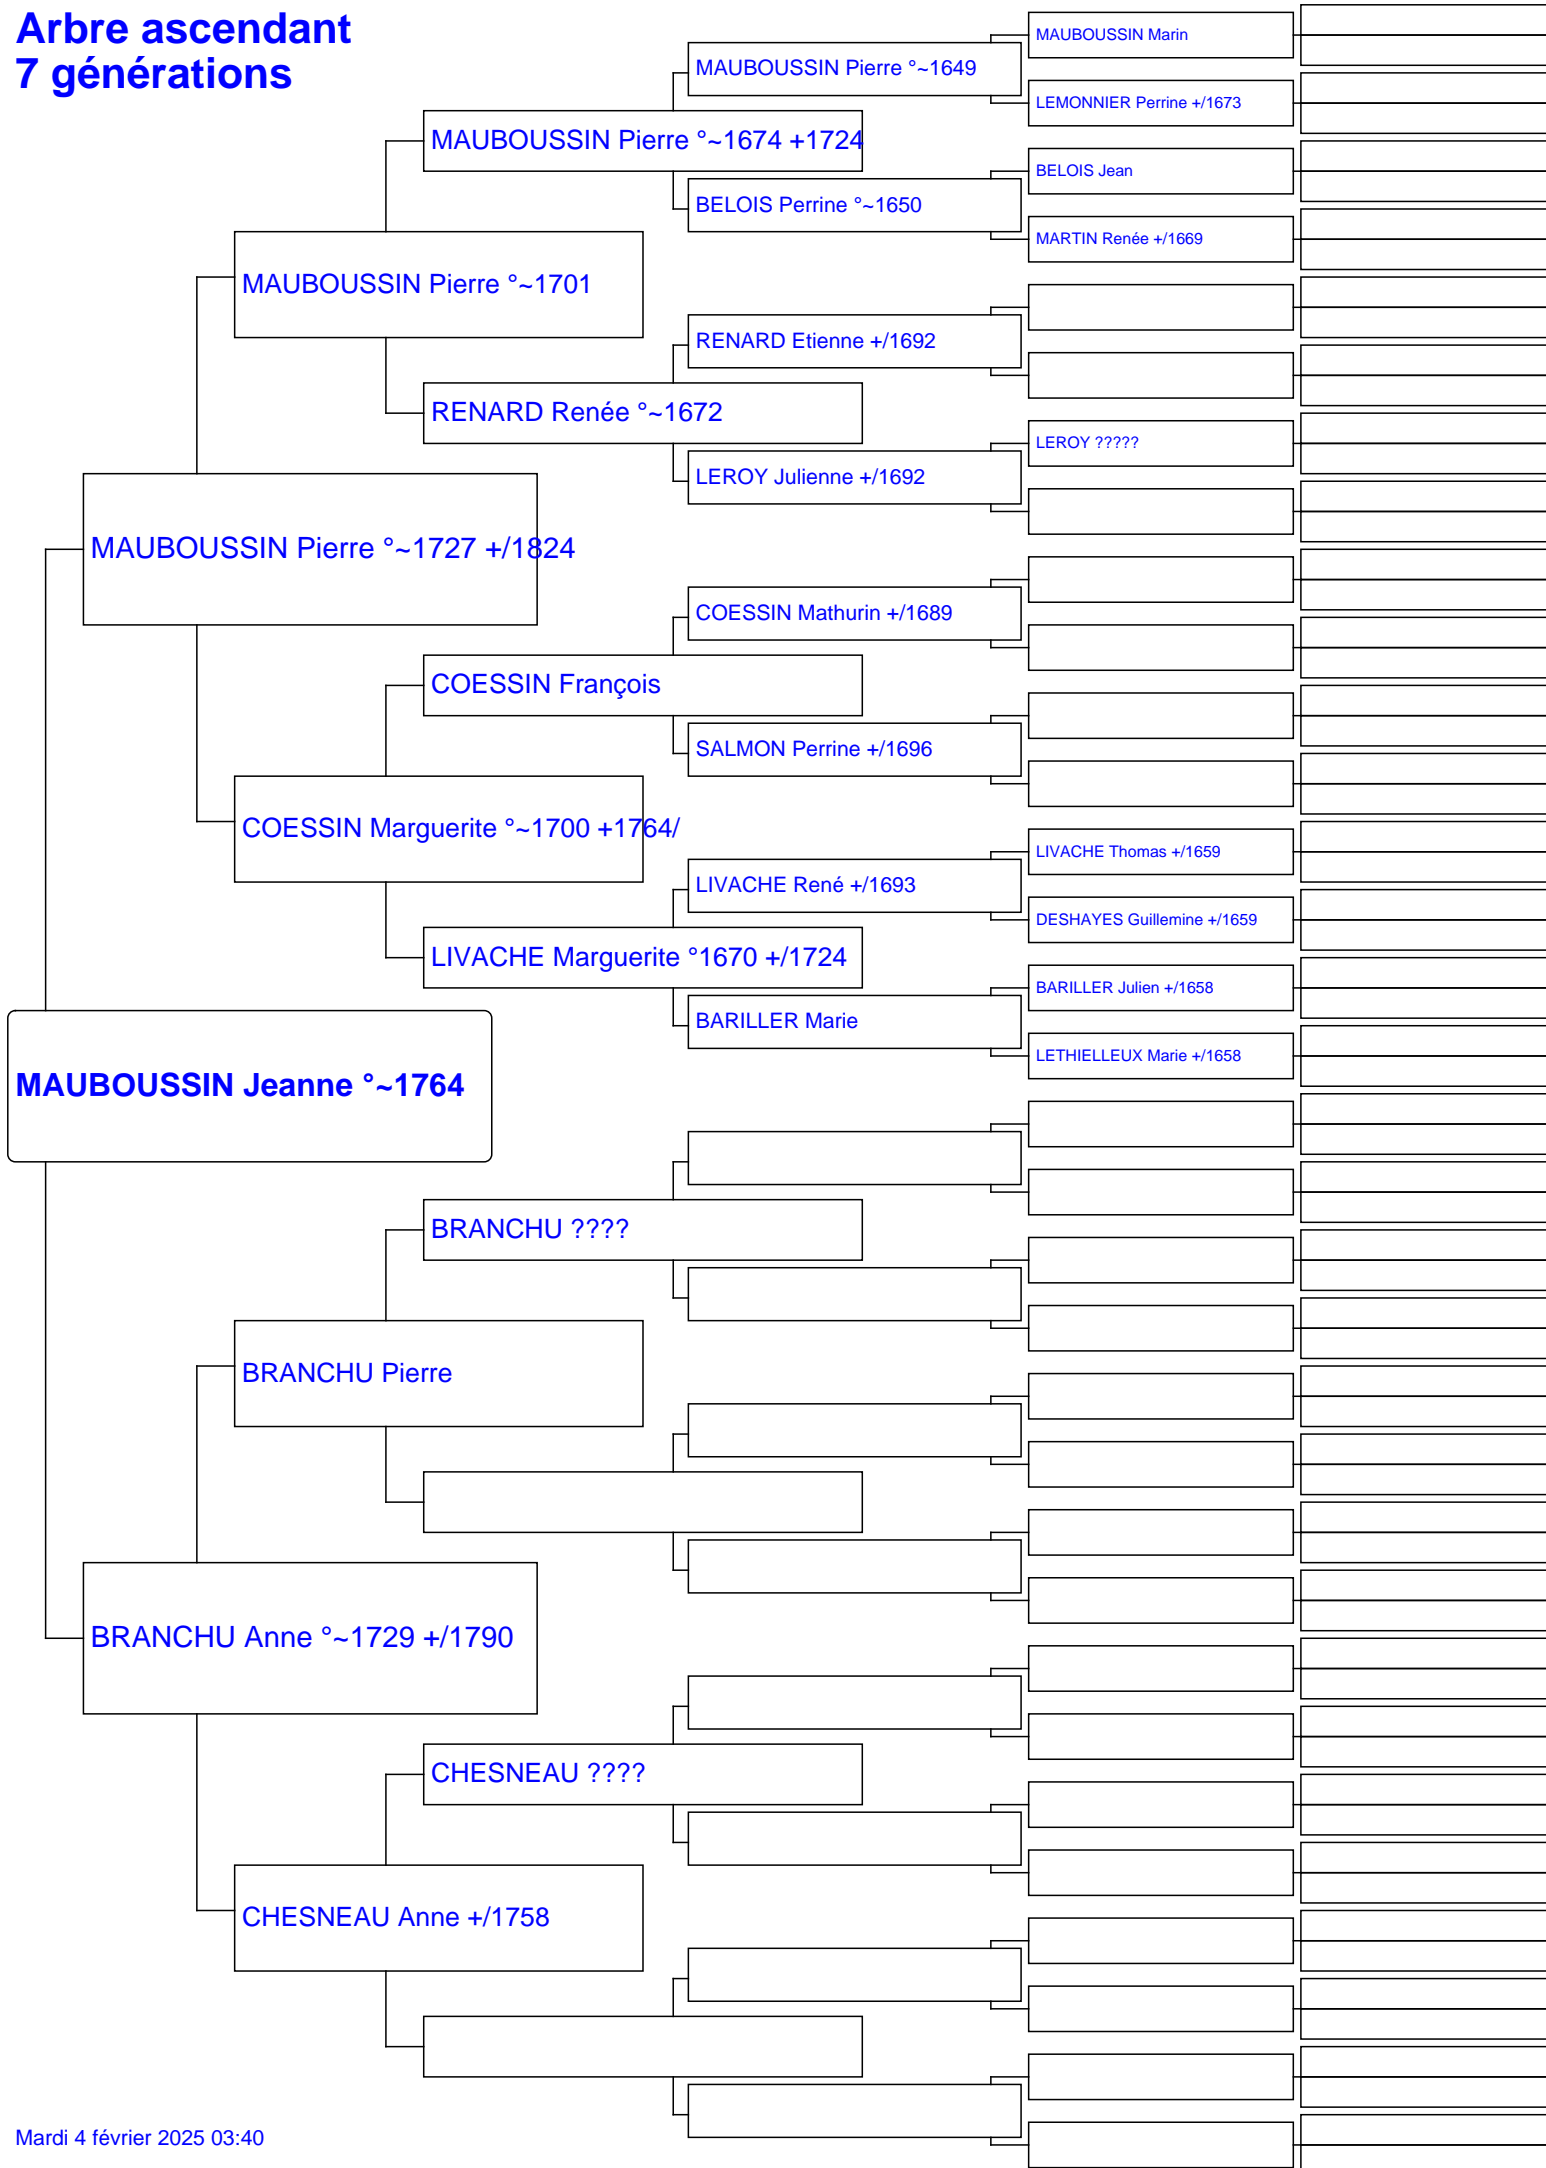 Arbre ascendant
7 générations
MAUBOUSSIN Marin
MAUBOUSSIN Pierre °~1649
LEMONNIER Perrine +/1673
MAUBOUSSIN Pierre °~1674 +1724
BELOIS Jean
BELOIS Perrine °~1650
MARTIN Renée +/1669
MAUBOUSSIN Pierre °~1701
RENARD Etienne +/1692
RENARD Renée °~1672
LEROY ?????
LEROY Julienne +/1692
MAUBOUSSIN Pierre °~1727 +/1824
COESSIN Mathurin +/1689
COESSIN François
SALMON Perrine +/1696
COESSIN Marguerite °~1700 +1764/
LIVACHE Thomas +/1659
LIVACHE René +/1693
DESHAYES Guillemine +/1659
LIVACHE Marguerite °1670 +/1724
BARILLER Julien +/1658
BARILLER Marie
LETHIELLEUX Marie +/1658
MAUBOUSSIN Jeanne °~1764
BRANCHU ????
BRANCHU Pierre
BRANCHU Anne °~1729 +/1790
CHESNEAU ????
CHESNEAU Anne +/1758
Mardi 4 février 2025 03:40